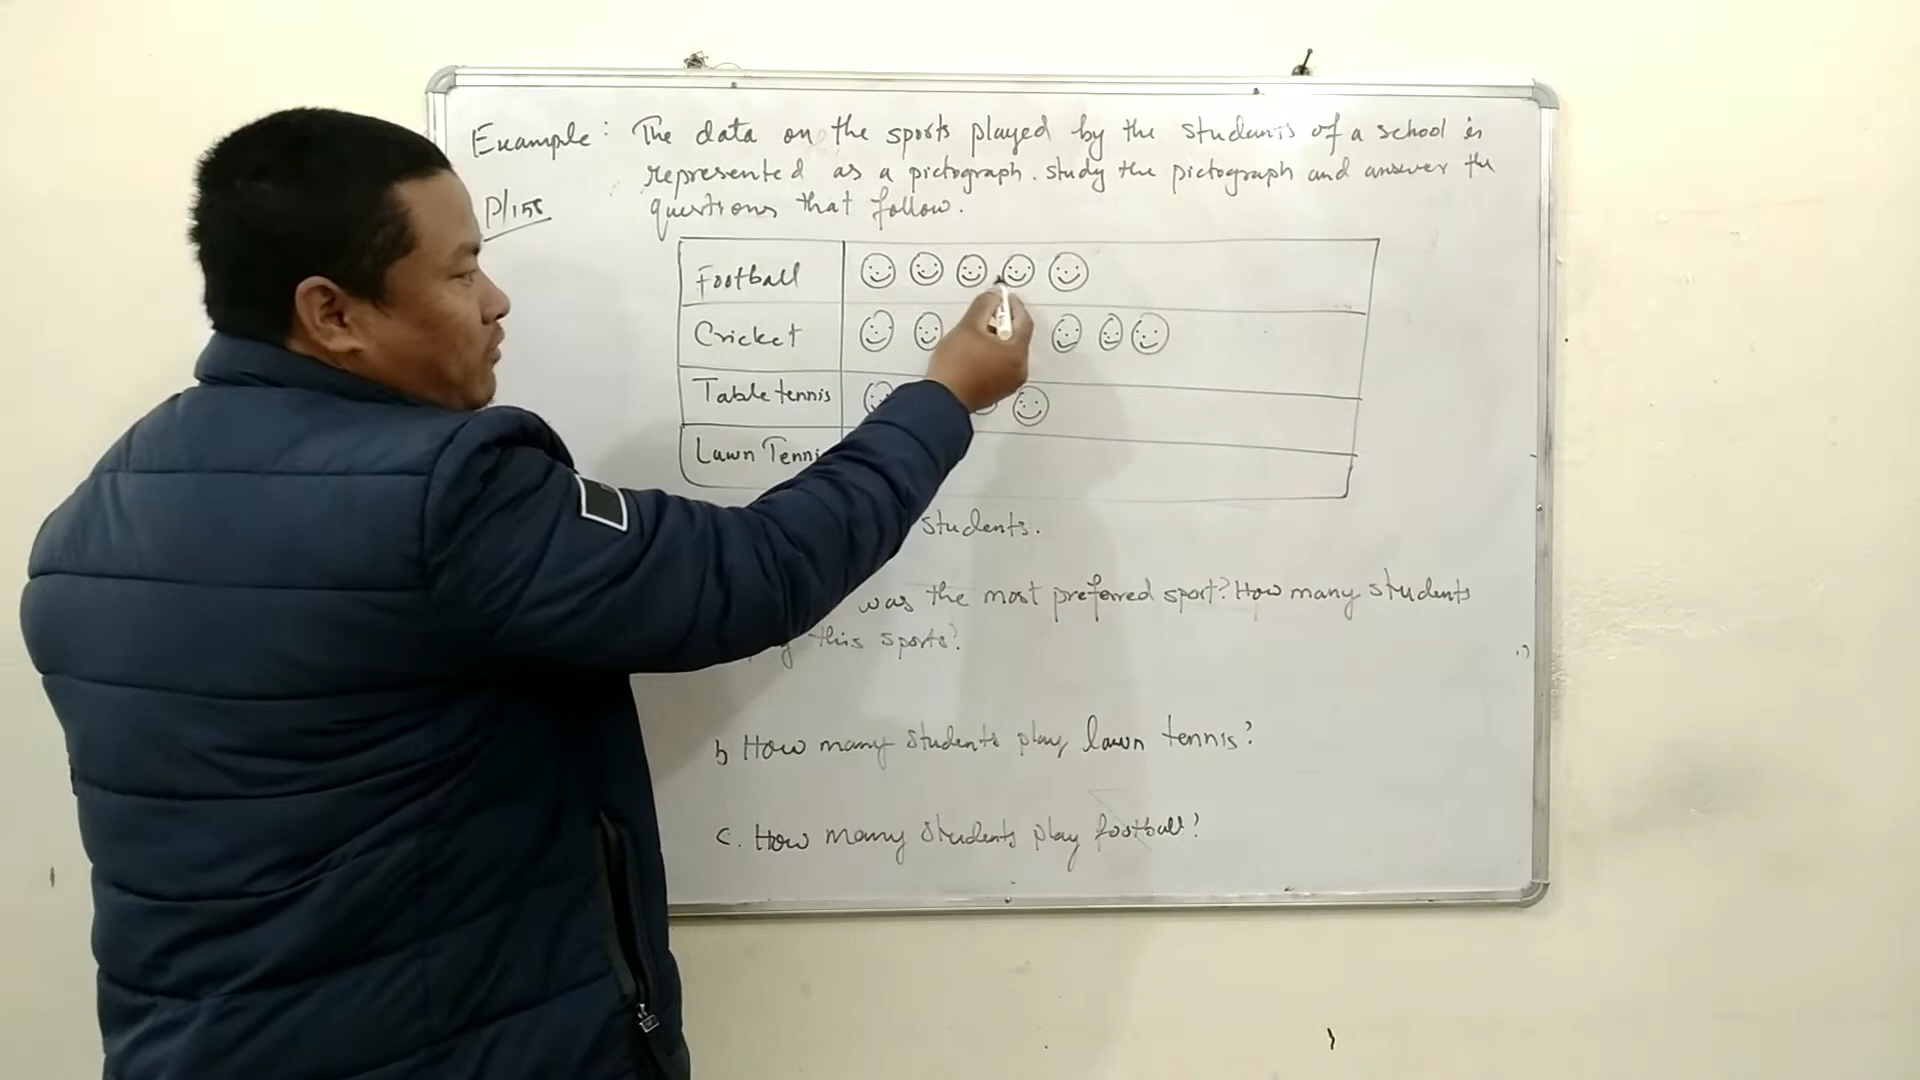 Example: The data on the sports played by the students of a school is
represented as a pictograph. study the pictograph and answer the
P/155
questions that follow.
Football
Cricket
Table tennis
Lawn Tennis
students.
was the most preferred sport? How many students
this sports?
b How many students play lawn tennis?
c. How many students play football?